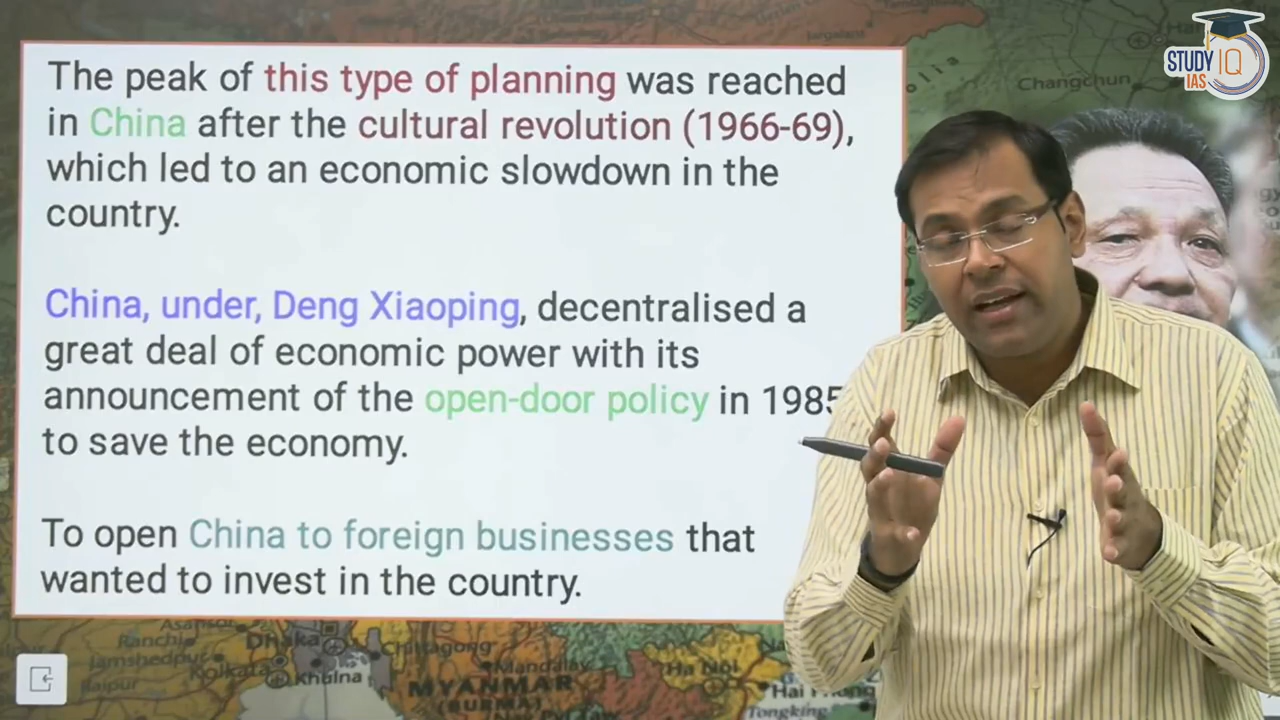 The peak of this type of planning was reached
in China after the cultural revolution (1966-69),
which led to an economic slowdown in the
country.
China, under, Deng Xiaoping, decentralised a
great deal of economic power with its
announcement of the open-door policy in 1985
to save the economy.
To open China to foreign businesses that
wanted to invest in the country.
STUDY IQ
IAS
Changchun
Ranchi
Dhaka
Chittagong
Jamshedpur
Kolkata
Khulna
Mandalay
Ha Noi
MYANMAR
(BURMA)
Tongking